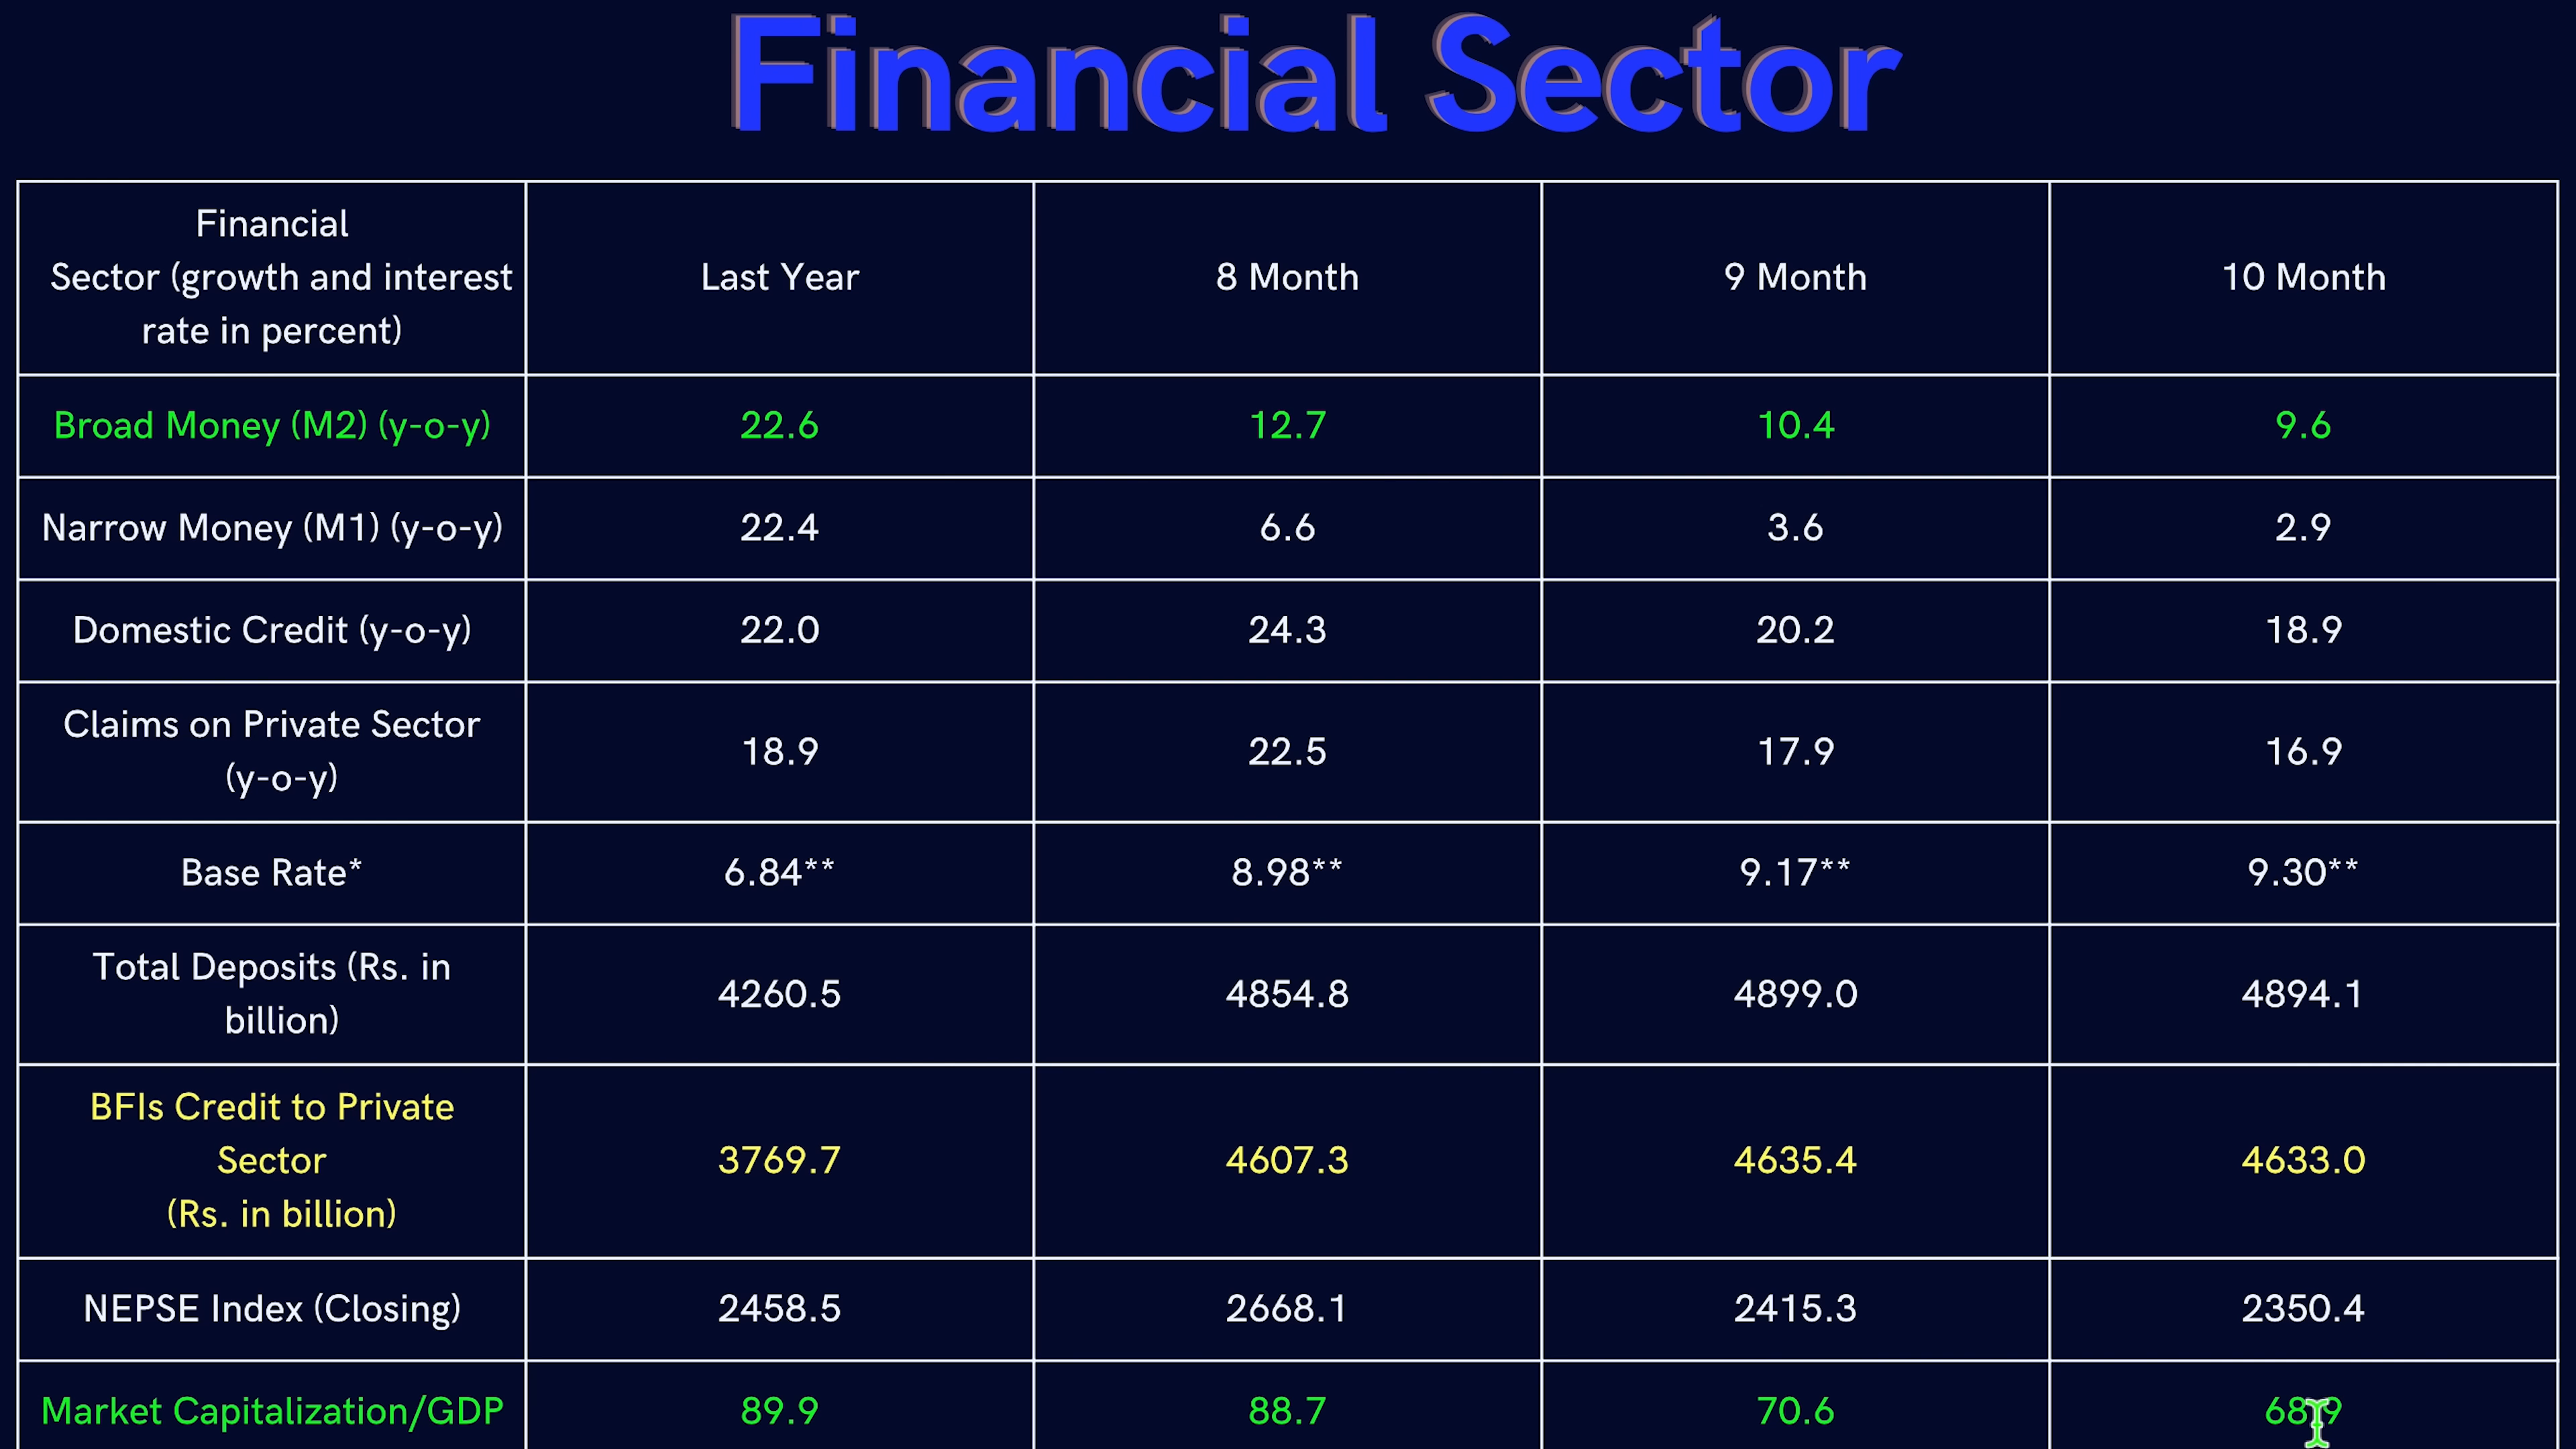 Financial Sector
Financial
Sector (growth and interest
rate in percent)
Last Year
8 Month
9 Month
10 Month
Broad Money (M2) (y-o-y)
22.6
12.7
10.4
9.6
Narrow Money (M1) (y-o-y)
22.4
6.6
3.6
2.9
Domestic Credit (y-o-y)
22.0
24.3
20.2
18.9
Claims on Private Sector
(y-o-y)
18.9
22.5
17.9
16.9
Base Rate*
6.84**
8.98**
9.17**
9.30**
Total Deposits (Rs. in
billion)
4260.5
4854.8
4899.0
4894.1
BFIs Credit to Private
Sector
(Rs. in billion)
3769.7
4607.3
4635.4
4633.0
NEPSE Index (Closing)
2458.5
2668.1
2415.3
2350.4
Market Capitalization/GDP
89.9
88.7
70.6
68.9